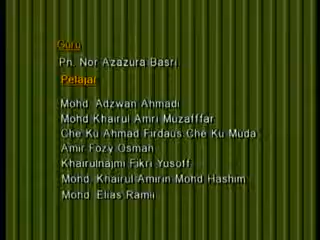 Guru
Pn. Nor Azazura Basri
Pelajar
Mohd. Adzwan Ahmadi
Mohd Khairul Amri Muzafffar
Che Ku Ahmad Firdaus Che Ku Muda
Amir Fozy Osman
Khairulnajmi Fikri Yusoff
Mohd. Khairul Amirin Mohd Hashim
Mohd. Elias Ramli